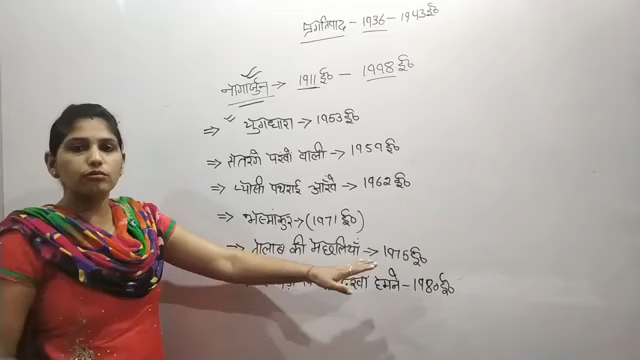 प्रगतिवाद - 1936 - 1943 ई०
नागार्जुन → 1911 ई० - 1998 ई०
⇒ युगधारा → 1953 ई०
⇒ सतरंगे पंखों वाली → 1959 ई०
⇒ प्यासी पथराई आँखें → 1962 ई०
⇒ भस्मांकुर → (1971 ई०)
→ तालाब की मछलियाँ → 1975 ई०
हमने - 1980 ई०